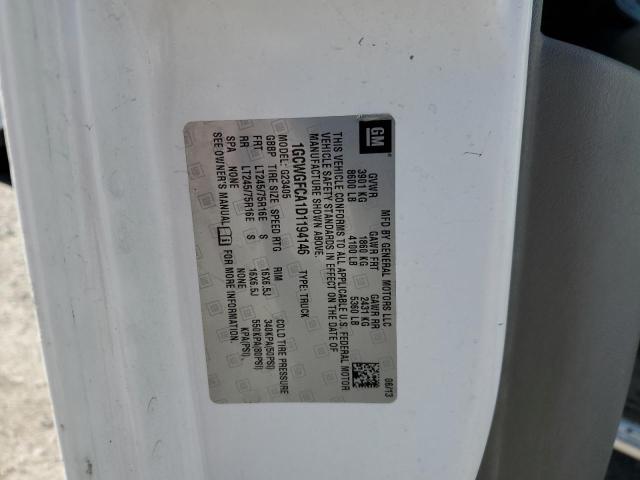 GM
MFD BY GENERAL MOTORS LLC
08/13
GVWR GAWR FRT GAWR RR
3901 KG 1860 KG 2431 KG
8600 LB 4100 LB 5360 LB
THIS VEHICLE CONFORMS TO ALL APPLICABLE U.S. FEDERAL MOTOR
VEHICLE SAFETY STANDARDS IN EFFECT ON THE DATE OF
MANUFACTURE SHOWN ABOVE.
1GCWGFCA1D1194146 TYPE: TRUCK
GBBP Q23405
TIRE SIZE SPEED RTG RIM COLD TIRE PRESSURE
FRT LT245/75R16E S 16X6.5J 340KPA(50PSI)
RR LT245/75R16E S 16X6.5J 550KPA(80PSI)
SPA NONE NONE KPA(PSI)
SEE OWNER'S MANUAL FOR MORE INFORMATION.